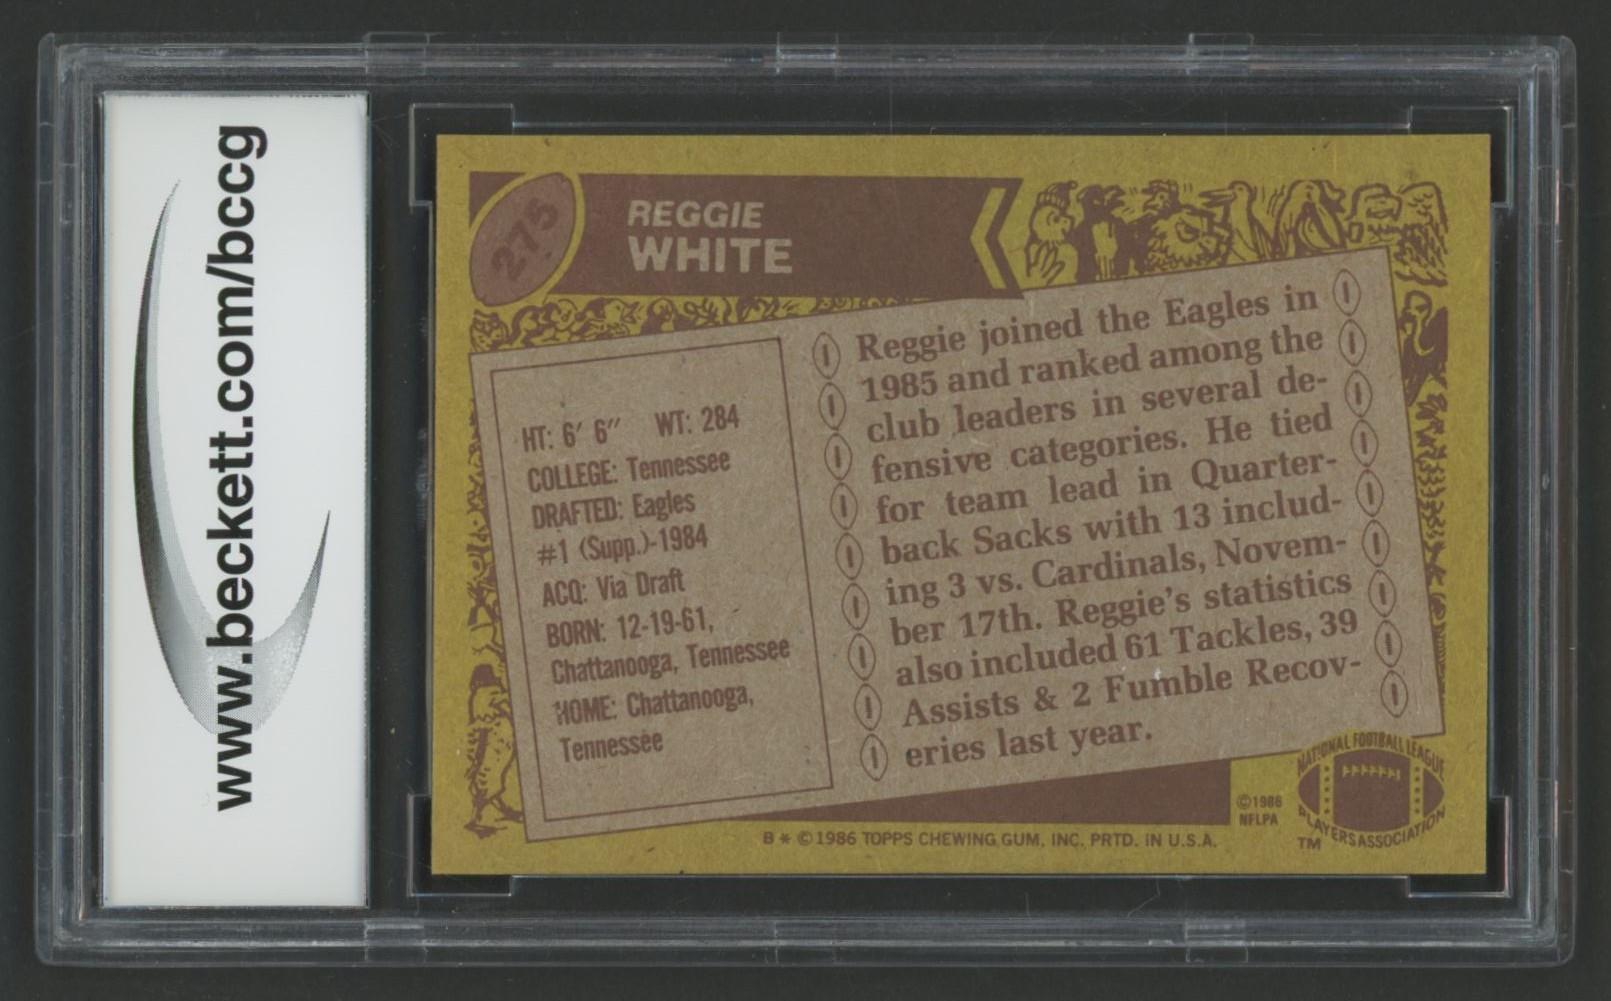 www.beckett.com/bccg
275
REGGIE
WHITE
HT: 6' 6" WT: 284
COLLEGE: Tennessee
DRAFTED: Eagles
#1 (Supp.)-1984
ACQ: Via Draft
BORN: 12-19-61,
Chattanooga, Tennessee
HOME: Chattanooga,
Tennessee
Reggie joined the Eagles in
1985 and ranked among the
club leaders in several de-
fensive categories. He tied
for team lead in Quarter-
back Sacks with 13 includ-
ing 3 vs. Cardinals, Novem-
ber 17th. Reggie's statistics
also included 61 Tackles, 39
Assists & 2 Fumble Recov-
eries last year.
©1986
NFLPA
NATIONAL FOOTBALL LEAGUE
PLAYERS ASSOCIATION
TM
B * © 1986 TOPPS CHEWING GUM, INC. PRTD. IN U.S.A.